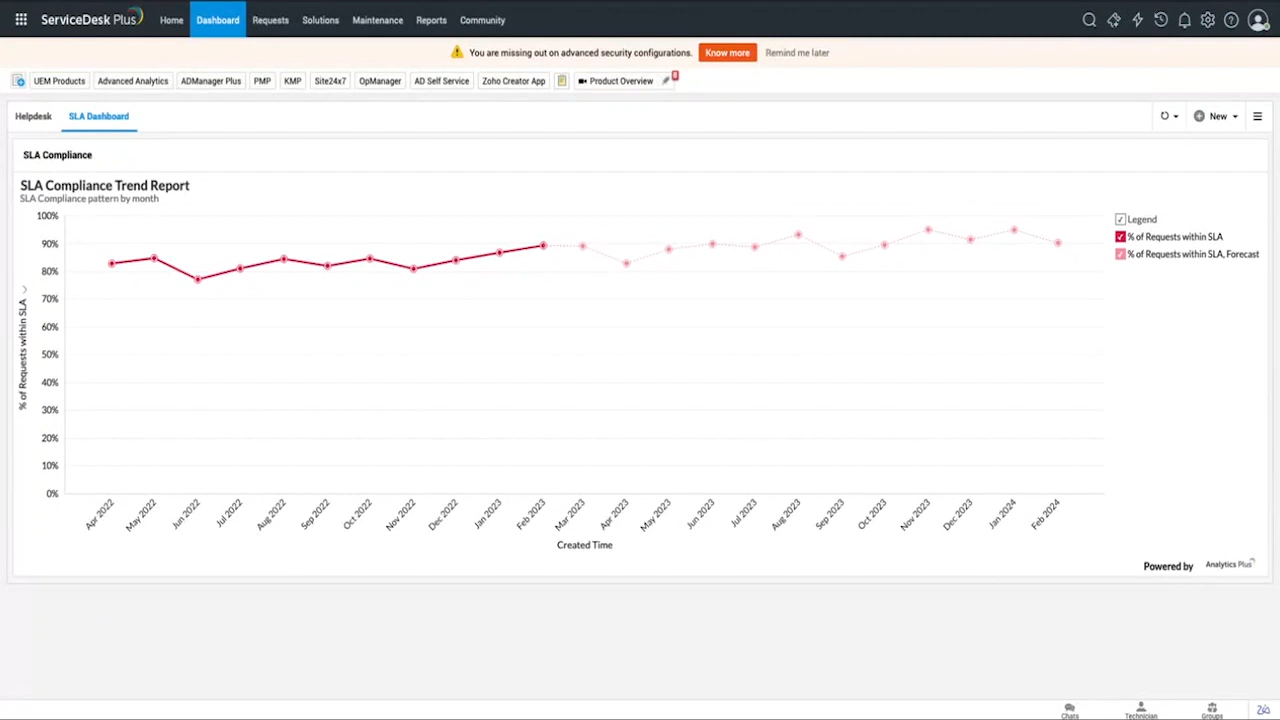 ServiceDesk Plus Home Dashboard Requests Solutions Maintenance Reports Community
You are missing out on advanced security configurations. Know more Remind me later
UEM Products Advanced Analytics ADManager Plus PMP KMP Site24x7 OpManager AD Self Service Zoho Creator App Product Overview
Helpdesk SLA Dashboard New
SLA Compliance
SLA Compliance Trend Report
SLA Compliance pattern by month
100%
90%
80%
70%
60%
50%
40%
30%
20%
10%
0%
% of Requests within SLA
Apr 2022 May 2022 Jun 2022 Jul 2022 Aug 2022 Sep 2022 Oct 2022 Nov 2022 Dec 2022 Jan 2023 Feb 2023 Mar 2023 Apr 2023 May 2023 Jun 2023 Jul 2023 Aug 2023 Sep 2023 Oct 2023 Nov 2023 Dec 2023 Jan 2024 Feb 2024
Created Time
Legend
% of Requests within SLA
% of Requests within SLA, Forecast
Powered by Analytics Plus
Chats Technician Groups